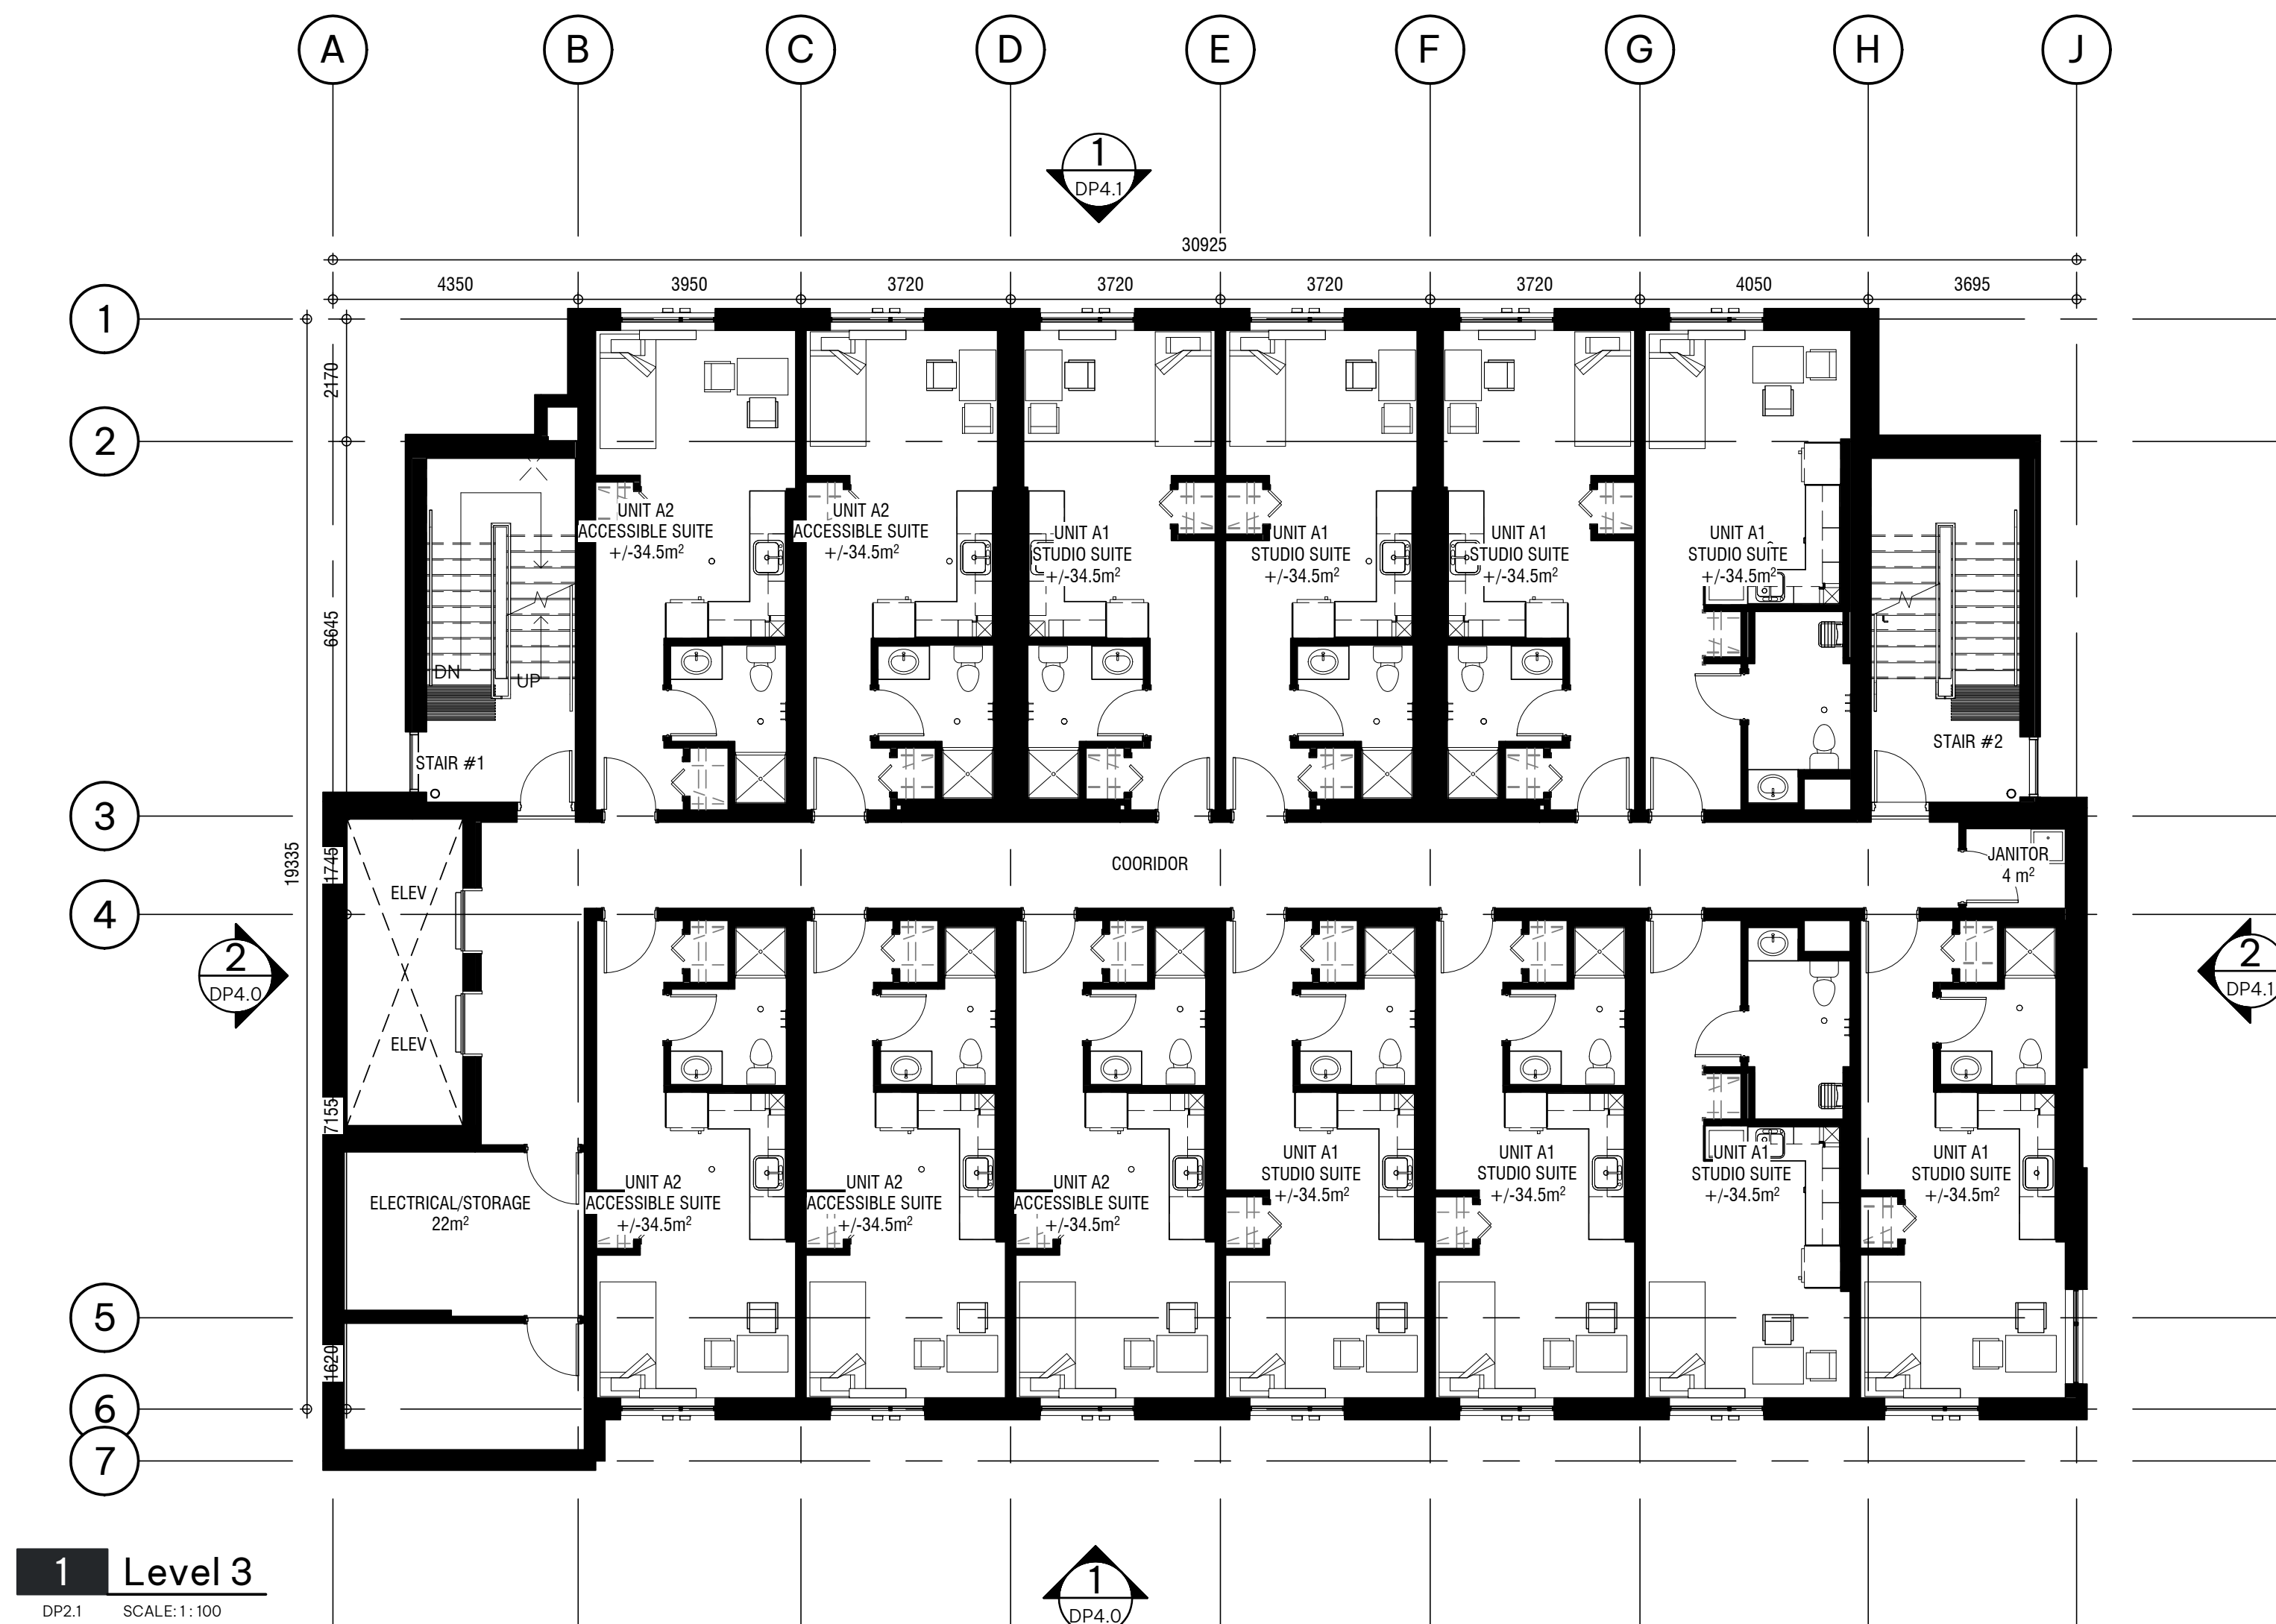 A B C D E F G H J
1
DP4.1
30925
4350 3950 3720 3720 3720 3720 4050 3695
1
2170
2
UNIT A2
ACCESSIBLE SUITE
+/-34.5m²
UNIT A2
ACCESSIBLE SUITE
+/-34.5m²
UNIT A1
STUDIO SUITE
+/-34.5m²
UNIT A1
STUDIO SUITE
+/-34.5m²
UNIT A1
STUDIO SUITE
+/-34.5m²
UNIT A1
STUDIO SUITE
+/-34.5m²
6645
DN
UP
STAIR #1
STAIR #2
3
19335
1745
ELEV
COORIDOR
JANITOR
4 m²
4
2
DP4.0
2
DP4.1
ELEV
7155
ELECTRICAL/STORAGE
22m²
UNIT A2
ACCESSIBLE SUITE
+/-34.5m²
UNIT A2
ACCESSIBLE SUITE
+/-34.5m²
UNIT A2
ACCESSIBLE SUITE
+/-34.5m²
UNIT A1
STUDIO SUITE
+/-34.5m²
UNIT A1
STUDIO SUITE
+/-34.5m²
UNIT A1
STUDIO SUITE
+/-34.5m²
UNIT A1
STUDIO SUITE
+/-34.5m²
5
1620
6
7
1 Level 3
DP2.1 SCALE: 1 : 100
1
DP4.0